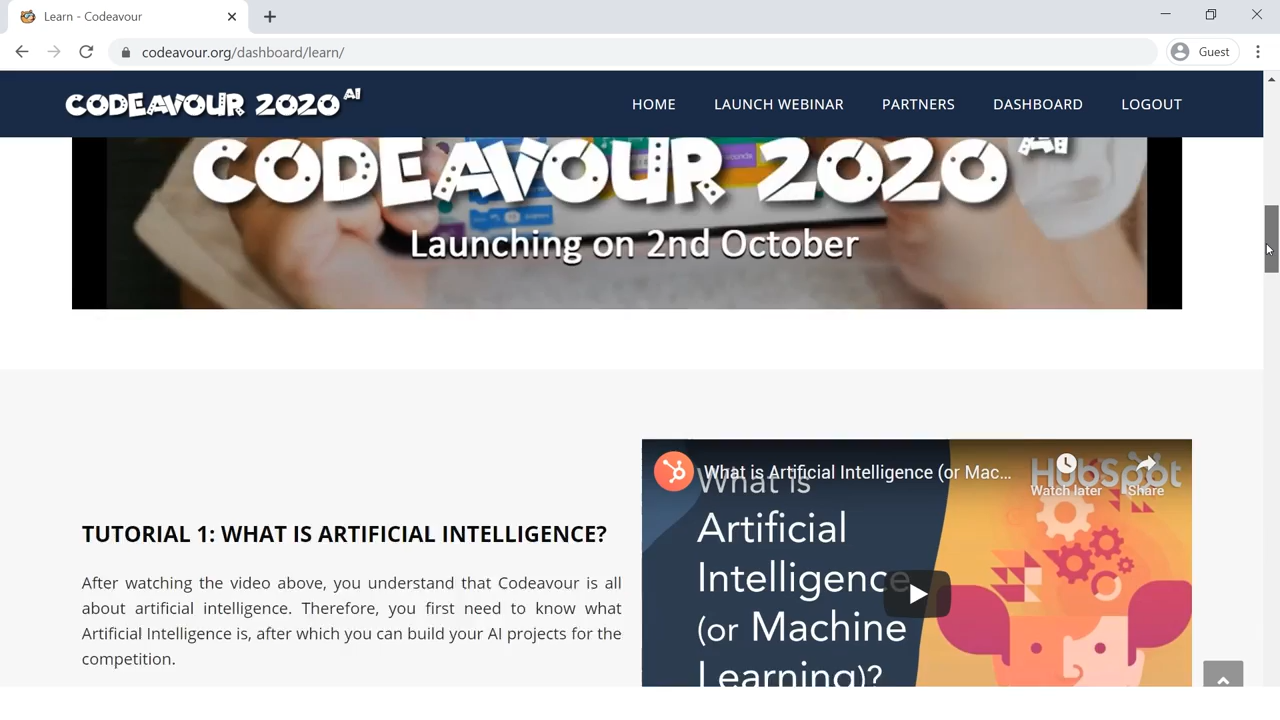 Learn - Codeavour
codeavour.org/dashboard/learn/
Guest
CODEAVOUR 2020 AI
HOME
LAUNCH WEBINAR
PARTNERS
DASHBOARD
LOGOUT
CODEAVOUR 2020 AI
Launching on 2nd October
What is Artificial Intelligence (or Mac...
HubSpot
Watch later
Share
What is
Artificial
Intelligence
(or Machine
Learning)?
TUTORIAL 1: WHAT IS ARTIFICIAL INTELLIGENCE?
After watching the video above, you understand that Codeavour is all
about artificial intelligence. Therefore, you first need to know what
Artificial Intelligence is, after which you can build your AI projects for the
competition.